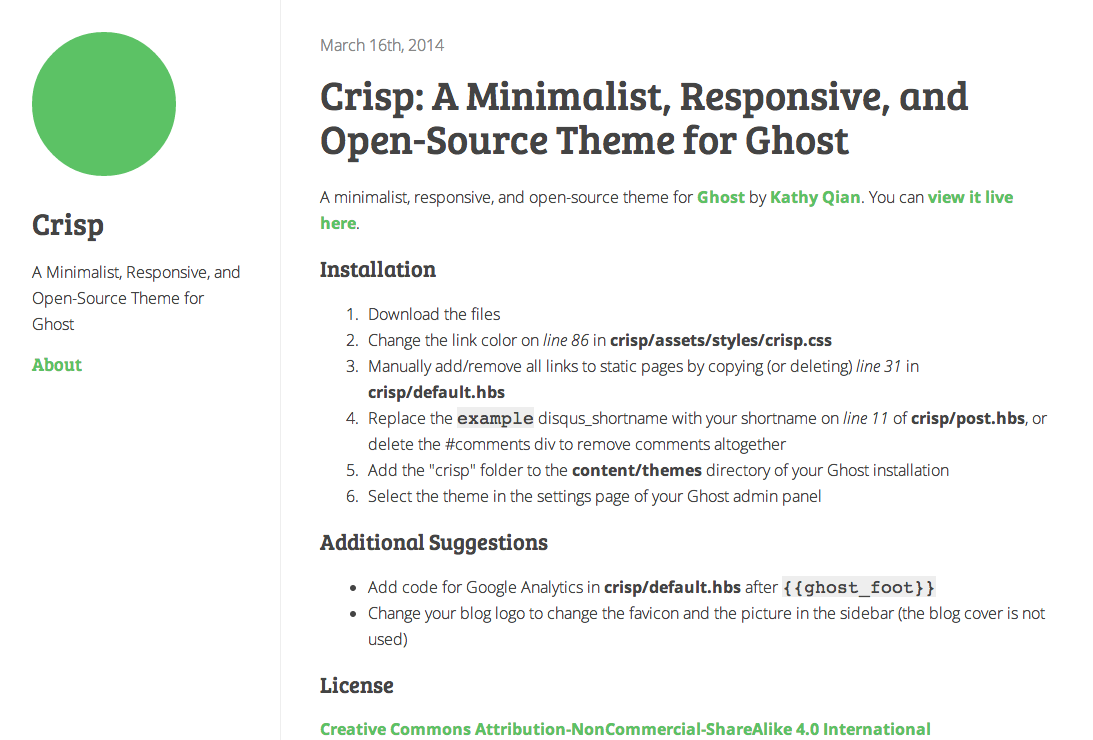 Crisp
A Minimalist, Responsive, and
Open-Source Theme for
Ghost
About
March 16th, 2014
Crisp: A Minimalist, Responsive, and
Open-Source Theme for Ghost
A minimalist, responsive, and open-source theme for Ghost by Kathy Qian. You can view it live
here.
Installation
1. Download the files
2. Change the link color on line 86 in crisp/assets/styles/crisp.css
3. Manually add/remove all links to static pages by copying (or deleting) line 31 in
crisp/default.hbs
4. Replace the example disqus_shortname with your shortname on line 11 of crisp/post.hbs, or
delete the #comments div to remove comments altogether
5. Add the "crisp" folder to the content/themes directory of your Ghost installation
6. Select the theme in the settings page of your Ghost admin panel
Additional Suggestions
• Add code for Google Analytics in crisp/default.hbs after {{ghost_foot}}
• Change your blog logo to change the favicon and the picture in the sidebar (the blog cover is not
used)
License
Creative Commons Attribution-NonCommercial-ShareAlike 4.0 International